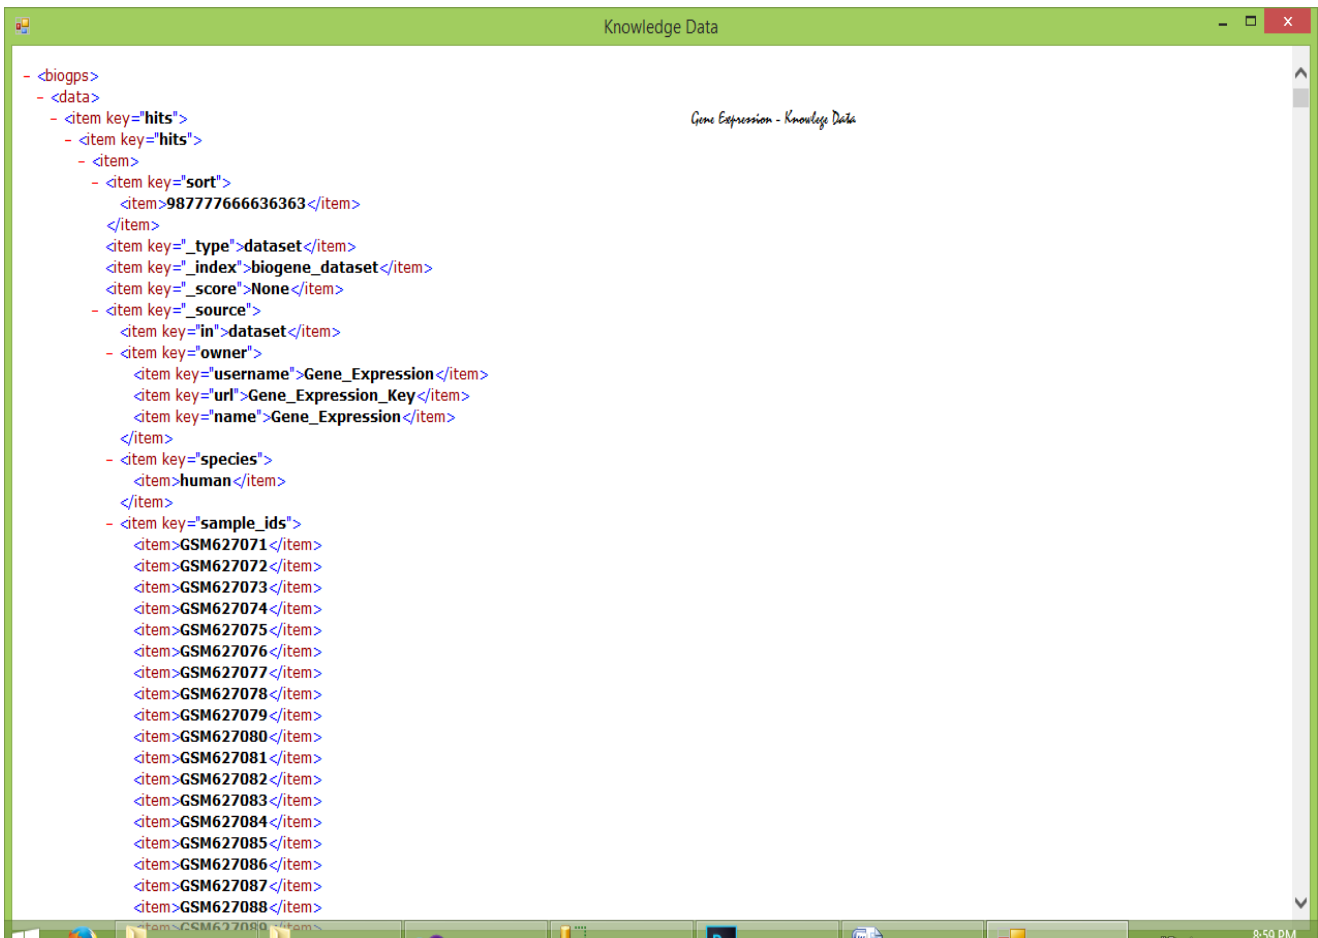 Knowledge Data
- <biogps>
- <data>
- <item key="hits">
Gene Expression - Knowlege Data
- <item key="hits">
- <item>
- <item key="sort">
<item>987777666636363</item>
</item>
<item key="_type">dataset</item>
<item key="_index">biogene_dataset</item>
<item key="_score">None</item>
- <item key="_source">
<item key="in">dataset</item>
- <item key="owner">
<item key="username">Gene_Expression</item>
<item key="url">Gene_Expression_Key</item>
<item key="name">Gene_Expression</item>
</item>
- <item key="species">
<item>human</item>
</item>
- <item key="sample_ids">
<item>GSM627071</item>
<item>GSM627072</item>
<item>GSM627073</item>
<item>GSM627074</item>
<item>GSM627075</item>
<item>GSM627076</item>
<item>GSM627077</item>
<item>GSM627078</item>
<item>GSM627079</item>
<item>GSM627080</item>
<item>GSM627081</item>
<item>GSM627082</item>
<item>GSM627083</item>
<item>GSM627084</item>
<item>GSM627085</item>
<item>GSM627086</item>
<item>GSM627087</item>
<item>GSM627088</item>
<item>GSM627089</item>
8:59 PM